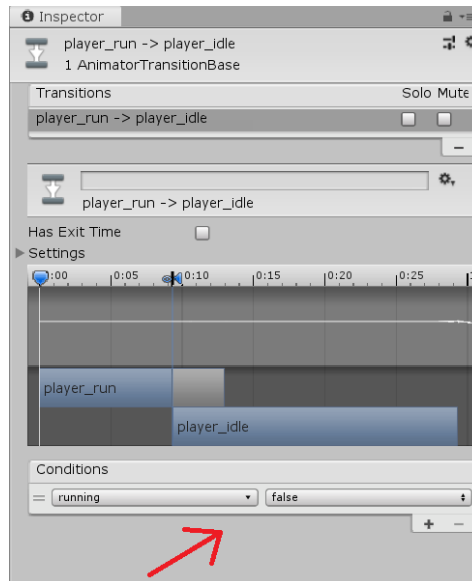 Inspector
player_run -> player_idle
1 AnimatorTransitionBase
Transitions Solo Mute
player_run -> player_idle
player_run -> player_idle
Has Exit Time
Settings
0:00 0:05 0:10 0:15 0:20 0:25
player_run
player_idle
Conditions
running false